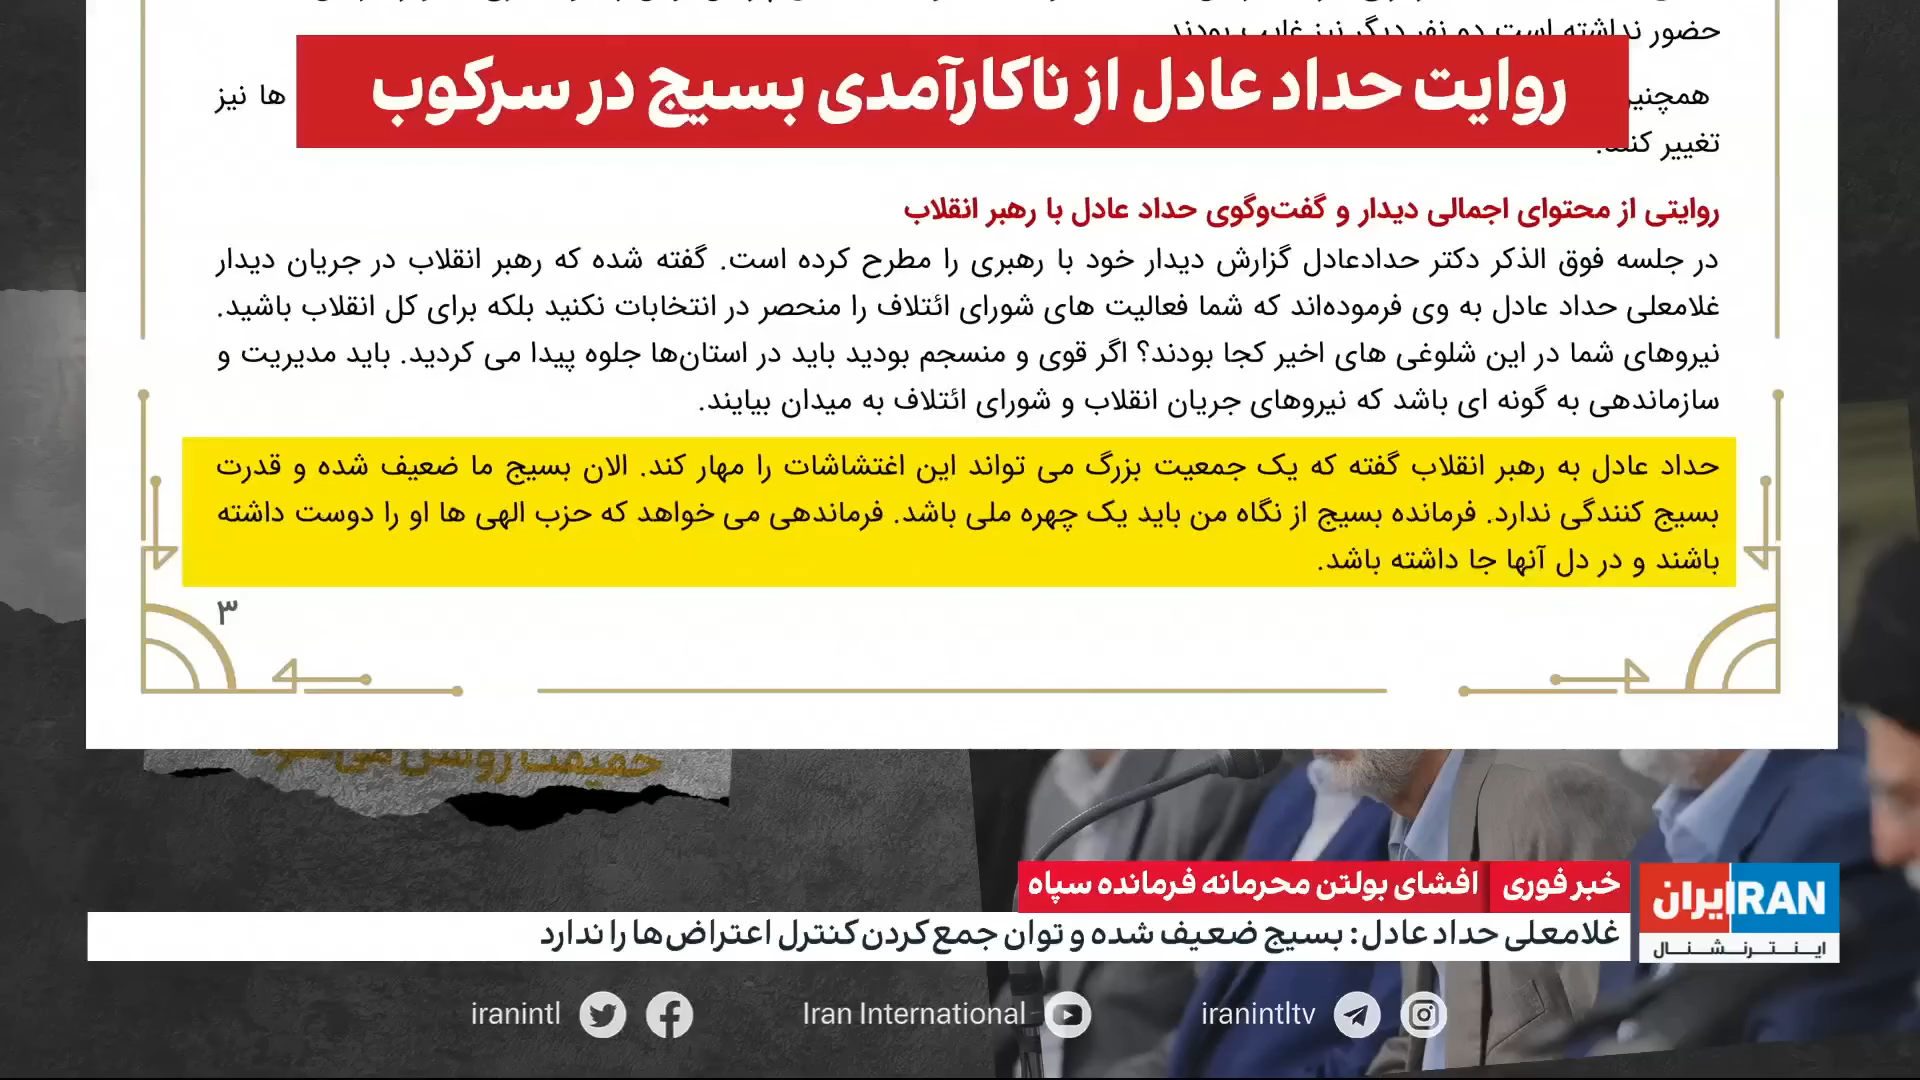 حضور نداشته است دو نفر دیگر نیز غایب بودند
روایت حداد عادل از ناکارآمدی بسیج در سرکوب
همچنین ها نیز
تغییر کنند.
روایتی از محتوای اجمالی دیدار و گفت‌وگوی حداد عادل با رهبر انقلاب
در جلسه فوق الذکر دکتر حدادعادل گزارش دیدار خود با رهبری را مطرح کرده است. گفته شده که رهبر انقلاب در جریان دیدار
غلامعلی حداد عادل به وی فرموده‌اند که شما فعالیت های شورای ائتلاف را منحصر در انتخابات نکنید بلکه برای کل انقلاب باشید.
نیروهای شما در این شلوغی های اخیر کجا بودند؟ اگر قوی و منسجم بودید باید در استان‌ها جلوه پیدا می کردید. باید مدیریت و
سازماندهی به گونه ای باشد که نیروهای جریان انقلاب و شورای ائتلاف به میدان بیایند.
حداد عادل به رهبر انقلاب گفته که یک جمعیت بزرگ می تواند این اغتشاشات را مهار کند. الان بسیج ما ضعیف شده و قدرت
بسیج کنندگی ندارد. فرمانده بسیج از نگاه من باید یک چهره ملی باشد. فرماندهی می خواهد که حزب الهی ها او را دوست داشته
باشند و در دل آنها جا داشته باشد.
۳
حقیقت روشن می‌شود
خبر فوری افشای بولتن محرمانه فرمانده سپاه
غلامعلی حداد عادل: بسیج ضعیف شده و توان جمع کردن کنترل اعتراض‌ها را ندارد
ایران IRAN
اینترنشنال
iranintl Iran International iranintltv